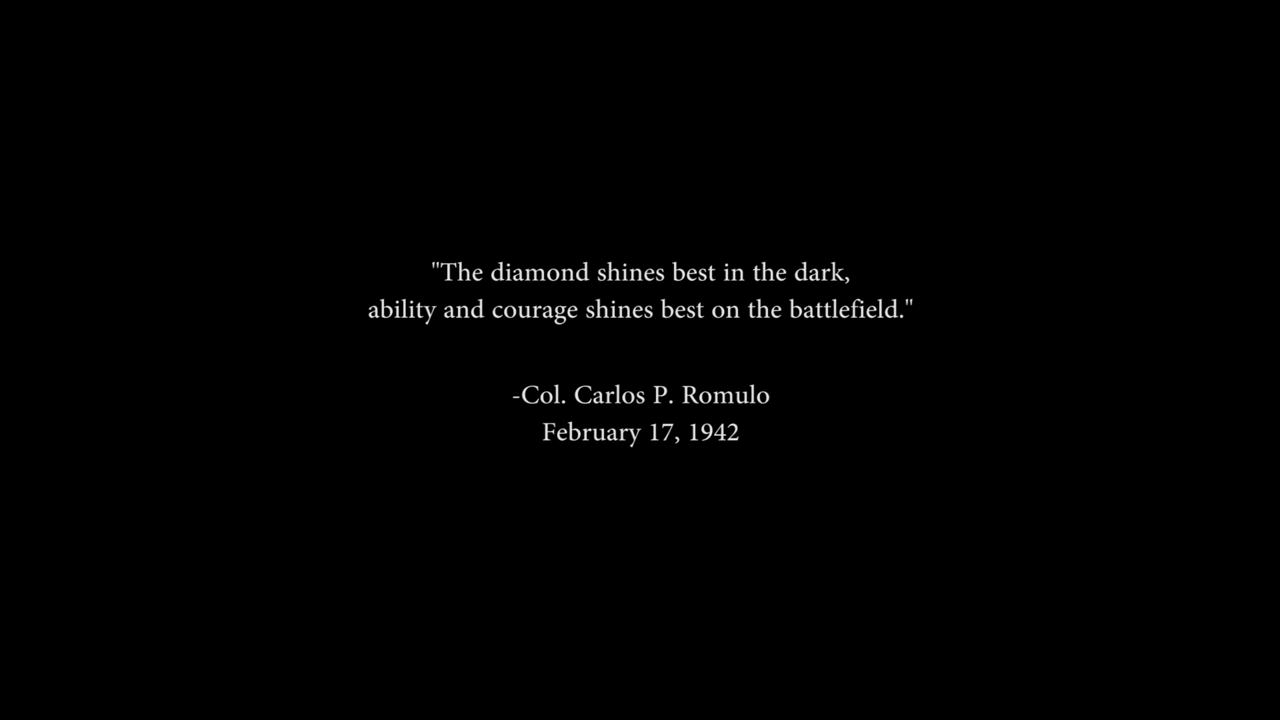 "The diamond shines best in the dark,
ability and courage shines best on the battlefield."
-Col. Carlos P. Romulo
February 17, 1942